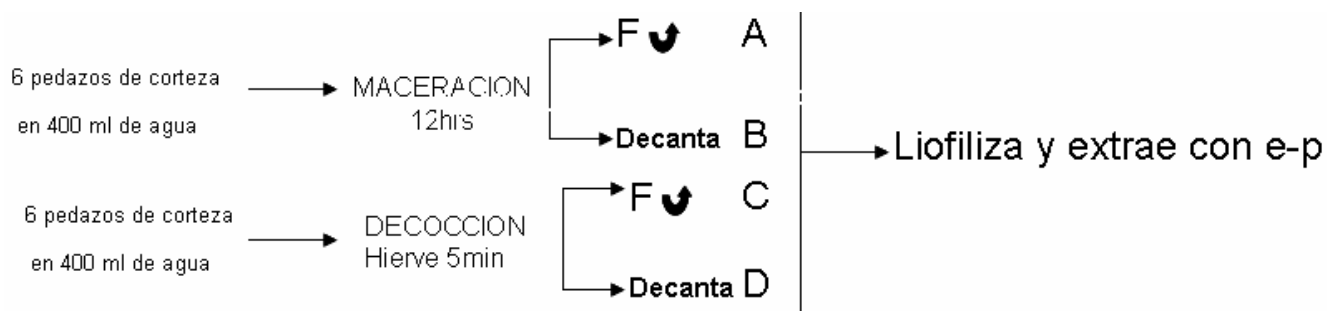 F A
6 pedazos de corteza
en 400 ml de agua
MACERACION
12hrs
Decanta B
Liofiliza y extrae con e-p
F C
6 pedazos de corteza
en 400 ml de agua
DECOCCION
Hierve 5min
Decanta D